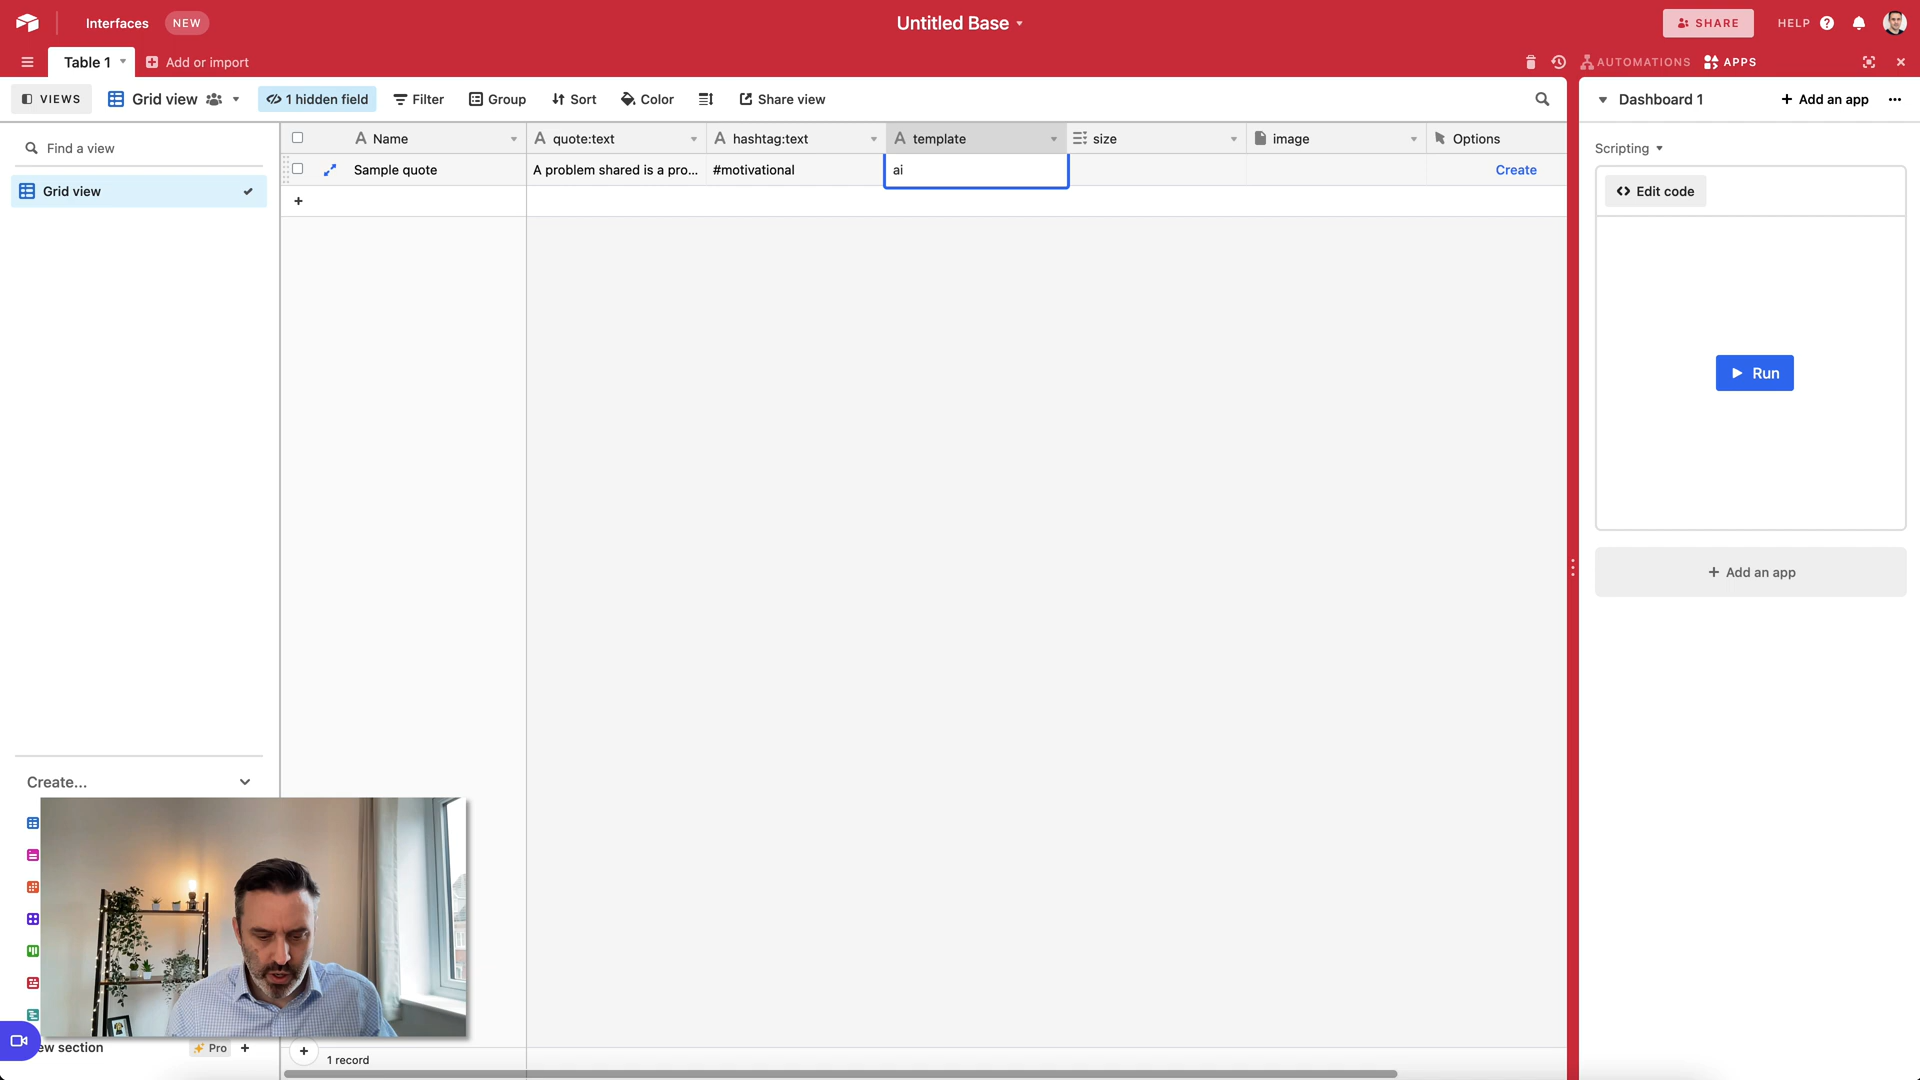 Interfaces NEW
Untitled Base
SHARE
HELP
Table 1
Add or import
AUTOMATIONS
APPS
VIEWS
Grid view
1 hidden field
Filter
Group
Sort
Color
Share view
Dashboard 1
Add an app
Find a view
Grid view
Name
quote:text
hashtag:text
template
size
image
Options
Sample quote
A problem shared is a pro...
#motivational
ai
Create
Scripting
Edit code
Run
Add an app
Create...
ew section
Pro
1 record